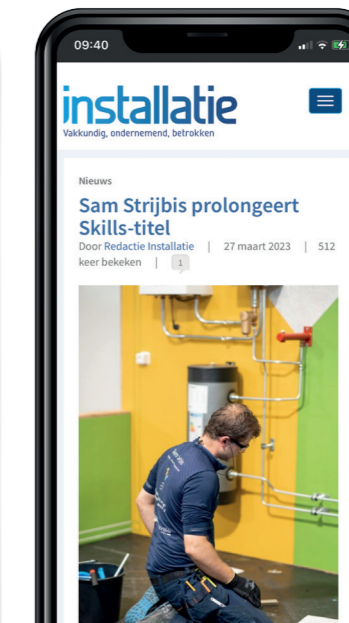 09:40
installatie
Vakkundig, ondernemend, betrokken
Nieuws
Sam Strijbis prolongeert
Skills-titel
Door Redactie Installatie | 27 maart 2023 | 512
keer bekeken | 1